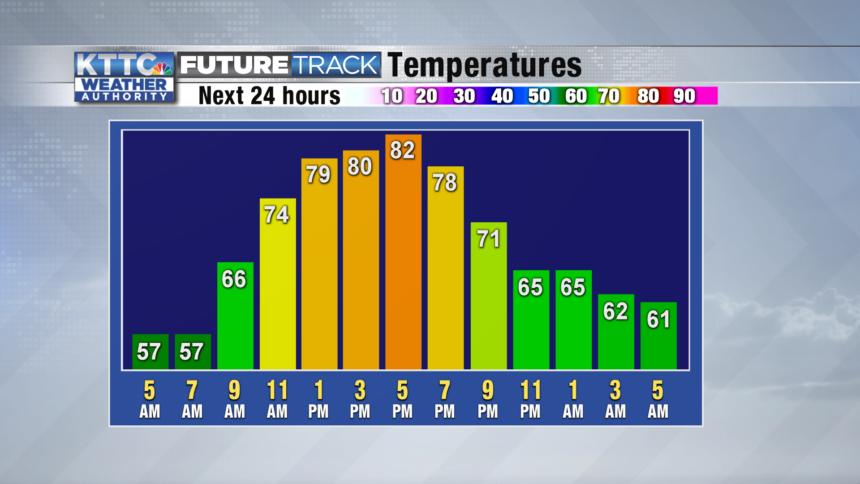 KTTC
WEATHER
AUTHORITY
FUTURE TRACK Temperatures
Next 24 hours 10 20 30 40 50 60 70 80 90
57 57 66 74 79 80 82 78 71 65 65 62 61
5 7 9 11 1 3 5 7 9 11 1 3 5
AM AM AM AM PM PM PM PM PM PM AM AM AM